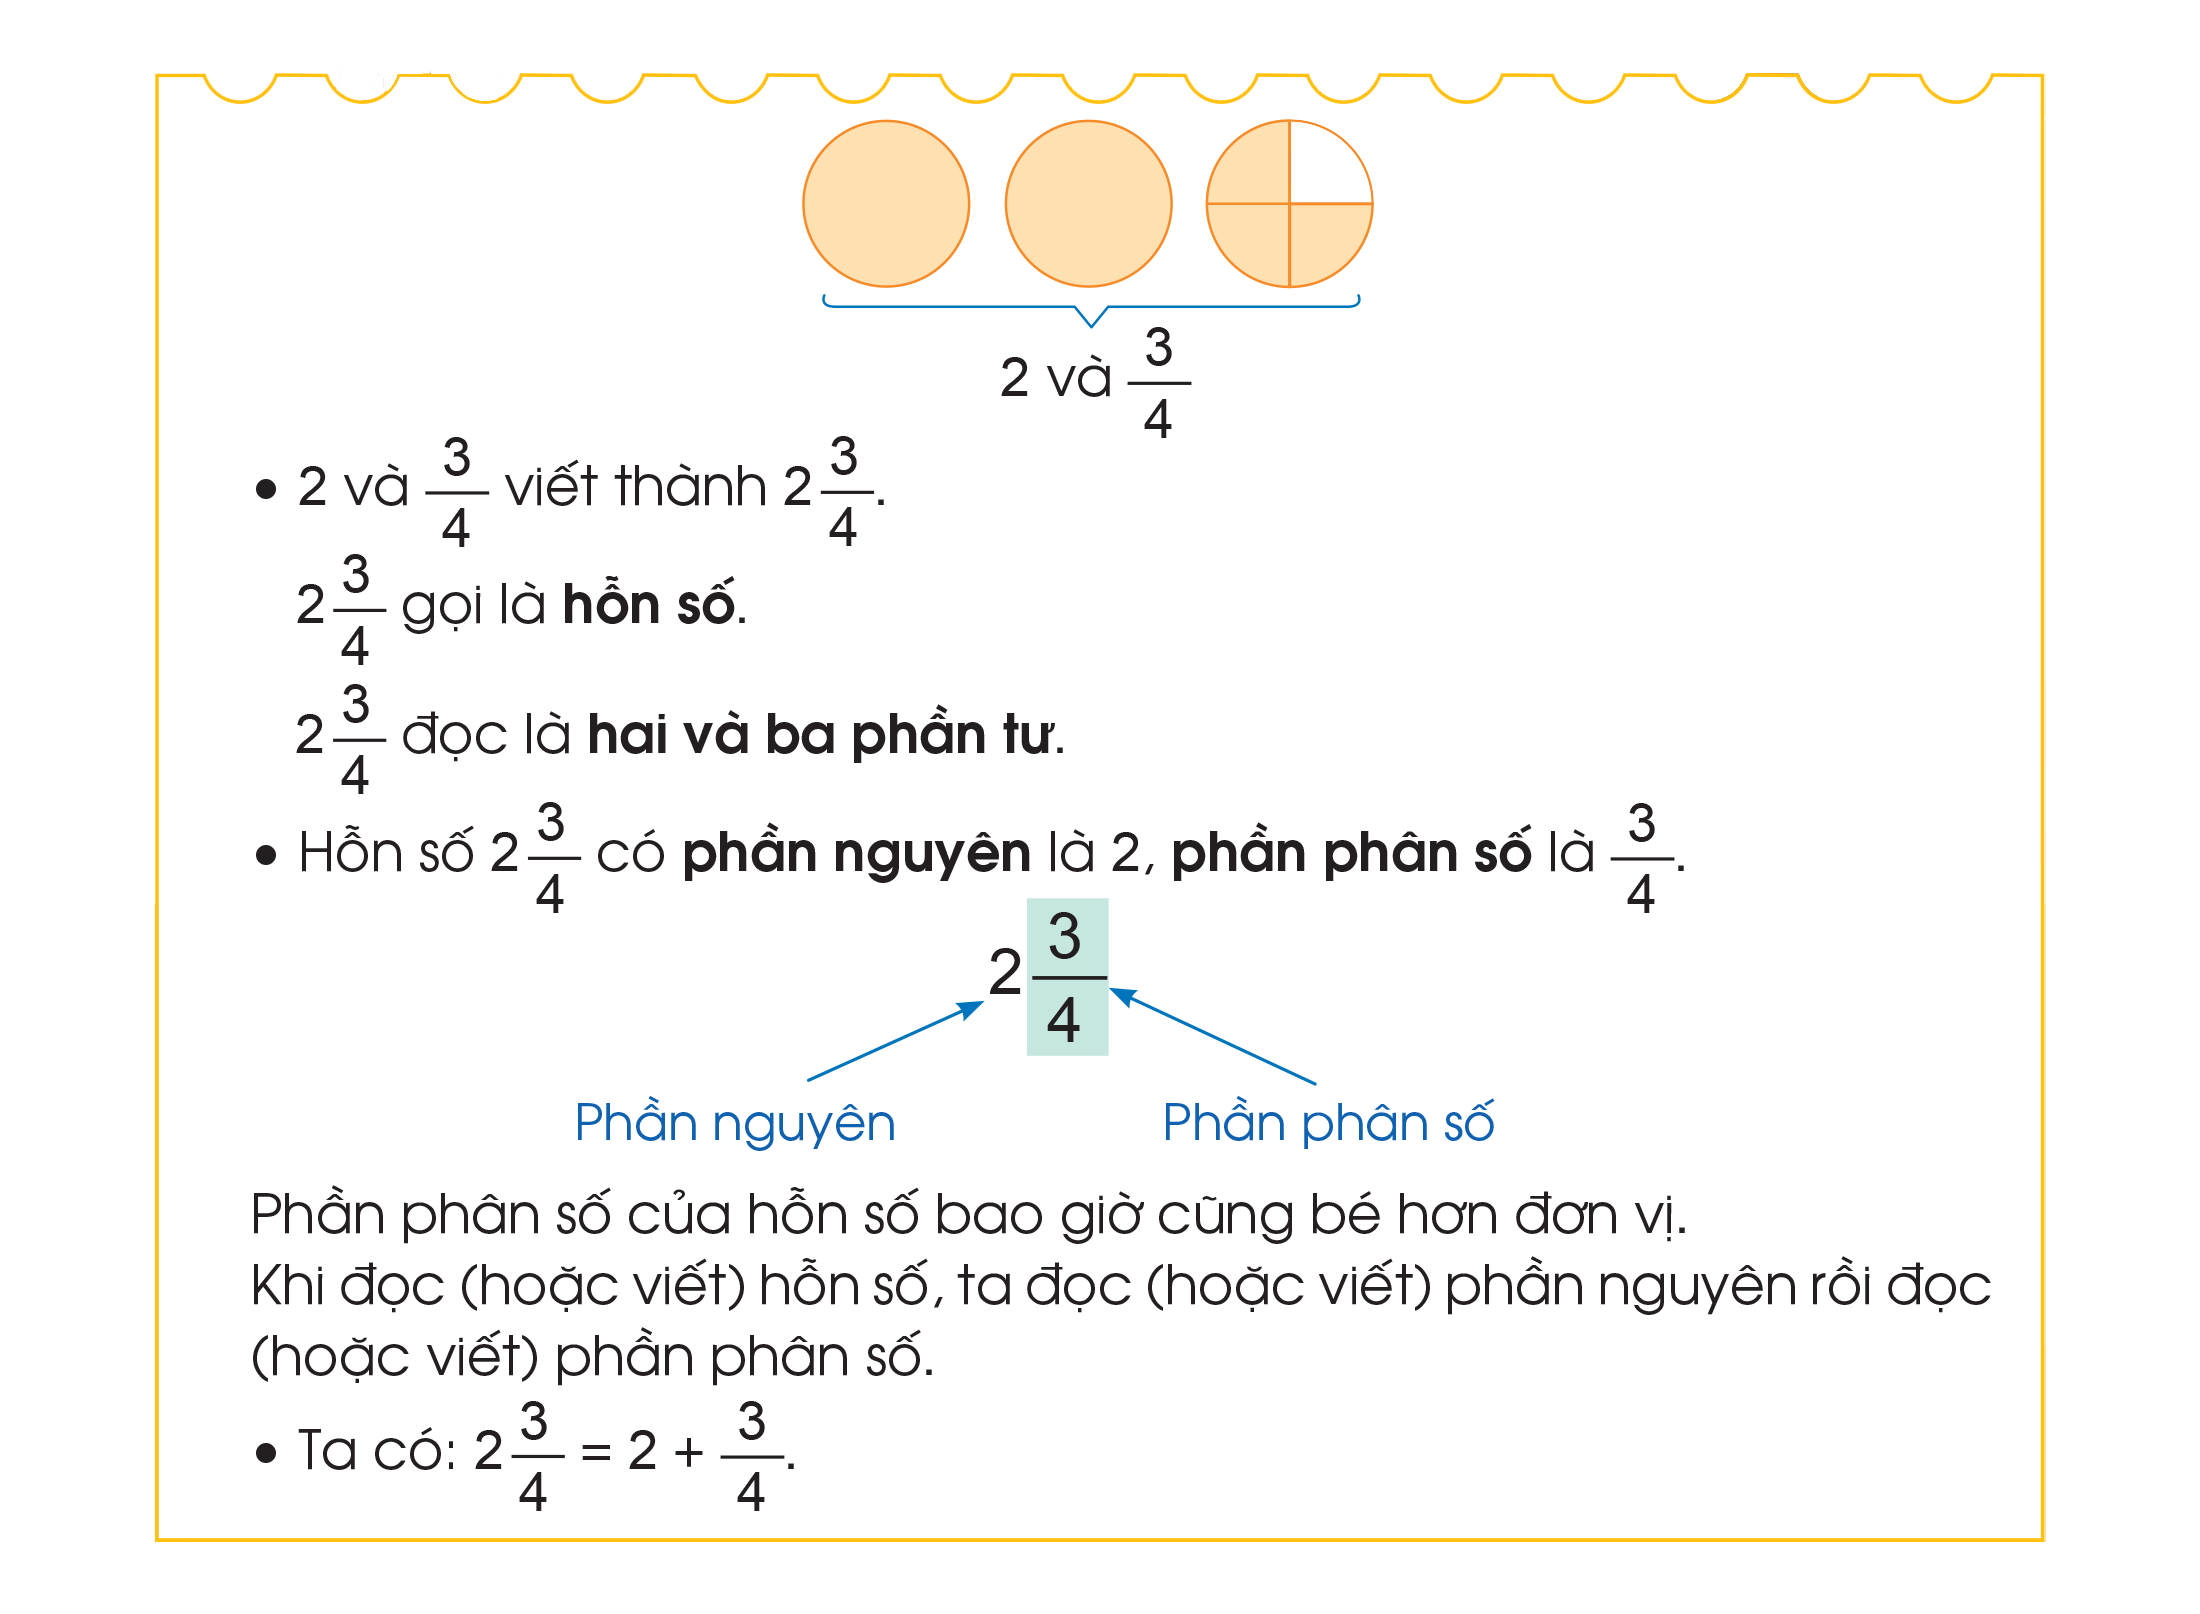 2 và 3/4
• 2 và 3/4 viết thành 2 3/4.
2 3/4 gọi là hỗn số.
2 3/4 đọc là hai và ba phần tư.
• Hỗn số 2 3/4 có phần nguyên là 2, phần phân số là 3/4.
2 3/4
Phần nguyên Phần phân số
Phần phân số của hỗn số bao giờ cũng bé hơn đơn vị.
Khi đọc (hoặc viết) hỗn số, ta đọc (hoặc viết) phần nguyên rồi đọc
(hoặc viết) phần phân số.
• Ta có: 2 3/4 = 2 + 3/4.